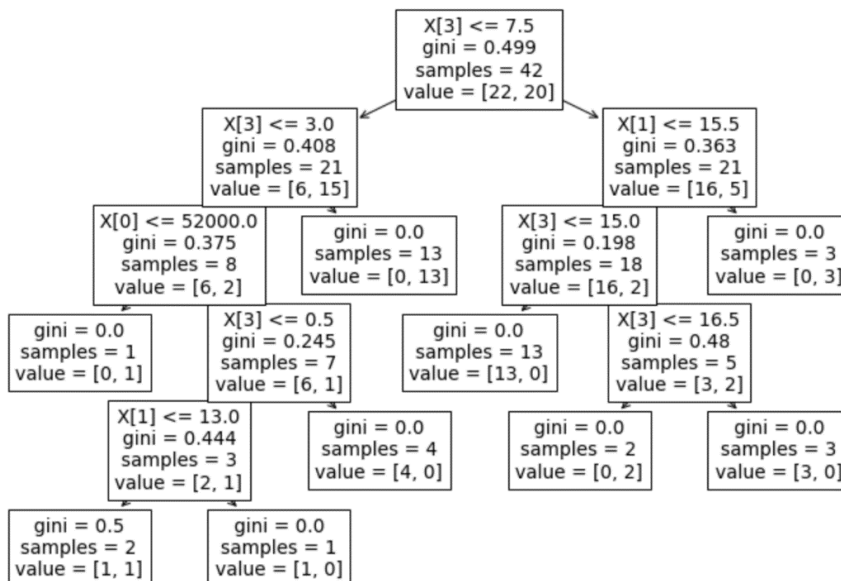 X[3] <= 7.5
gini = 0.499
samples = 42
value = [22, 20]
X[3] <= 3.0
gini = 0.408
samples = 21
value = [6, 15]
X[1] <= 15.5
gini = 0.363
samples = 21
value = [16, 5]
X[0] <= 52000.0
gini = 0.375
samples = 8
value = [6, 2]
gini = 0.0
samples = 13
value = [0, 13]
X[3] <= 15.0
gini = 0.198
samples = 18
value = [16, 2]
gini = 0.0
samples = 3
value = [0, 3]
gini = 0.0
samples = 1
value = [0, 1]
X[3] <= 0.5
gini = 0.245
samples = 7
value = [6, 1]
gini = 0.0
samples = 13
value = [13, 0]
X[3] <= 16.5
gini = 0.48
samples = 5
value = [3, 2]
X[1] <= 13.0
gini = 0.444
samples = 3
value = [2, 1]
gini = 0.0
samples = 4
value = [4, 0]
gini = 0.0
samples = 2
value = [0, 2]
gini = 0.0
samples = 3
value = [3, 0]
gini = 0.5
samples = 2
value = [1, 1]
gini = 0.0
samples = 1
value = [1, 0]